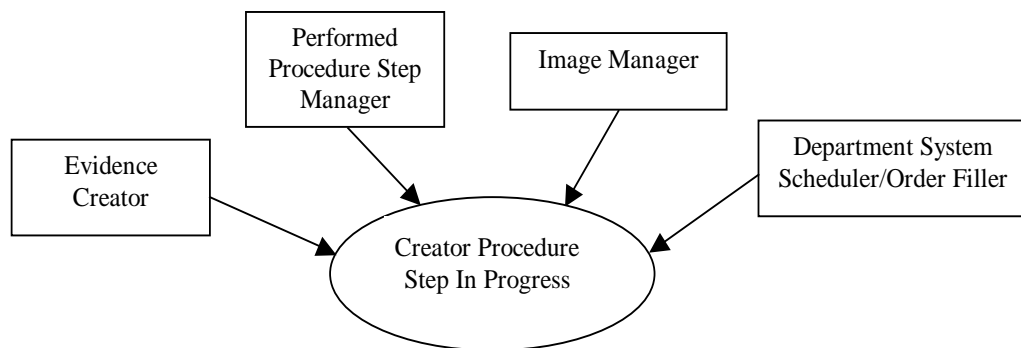 Performed
Procedure Step
Manager
Image Manager
Evidence
Creator
Department System
Scheduler/Order Filler
Creator Procedure
Step In Progress